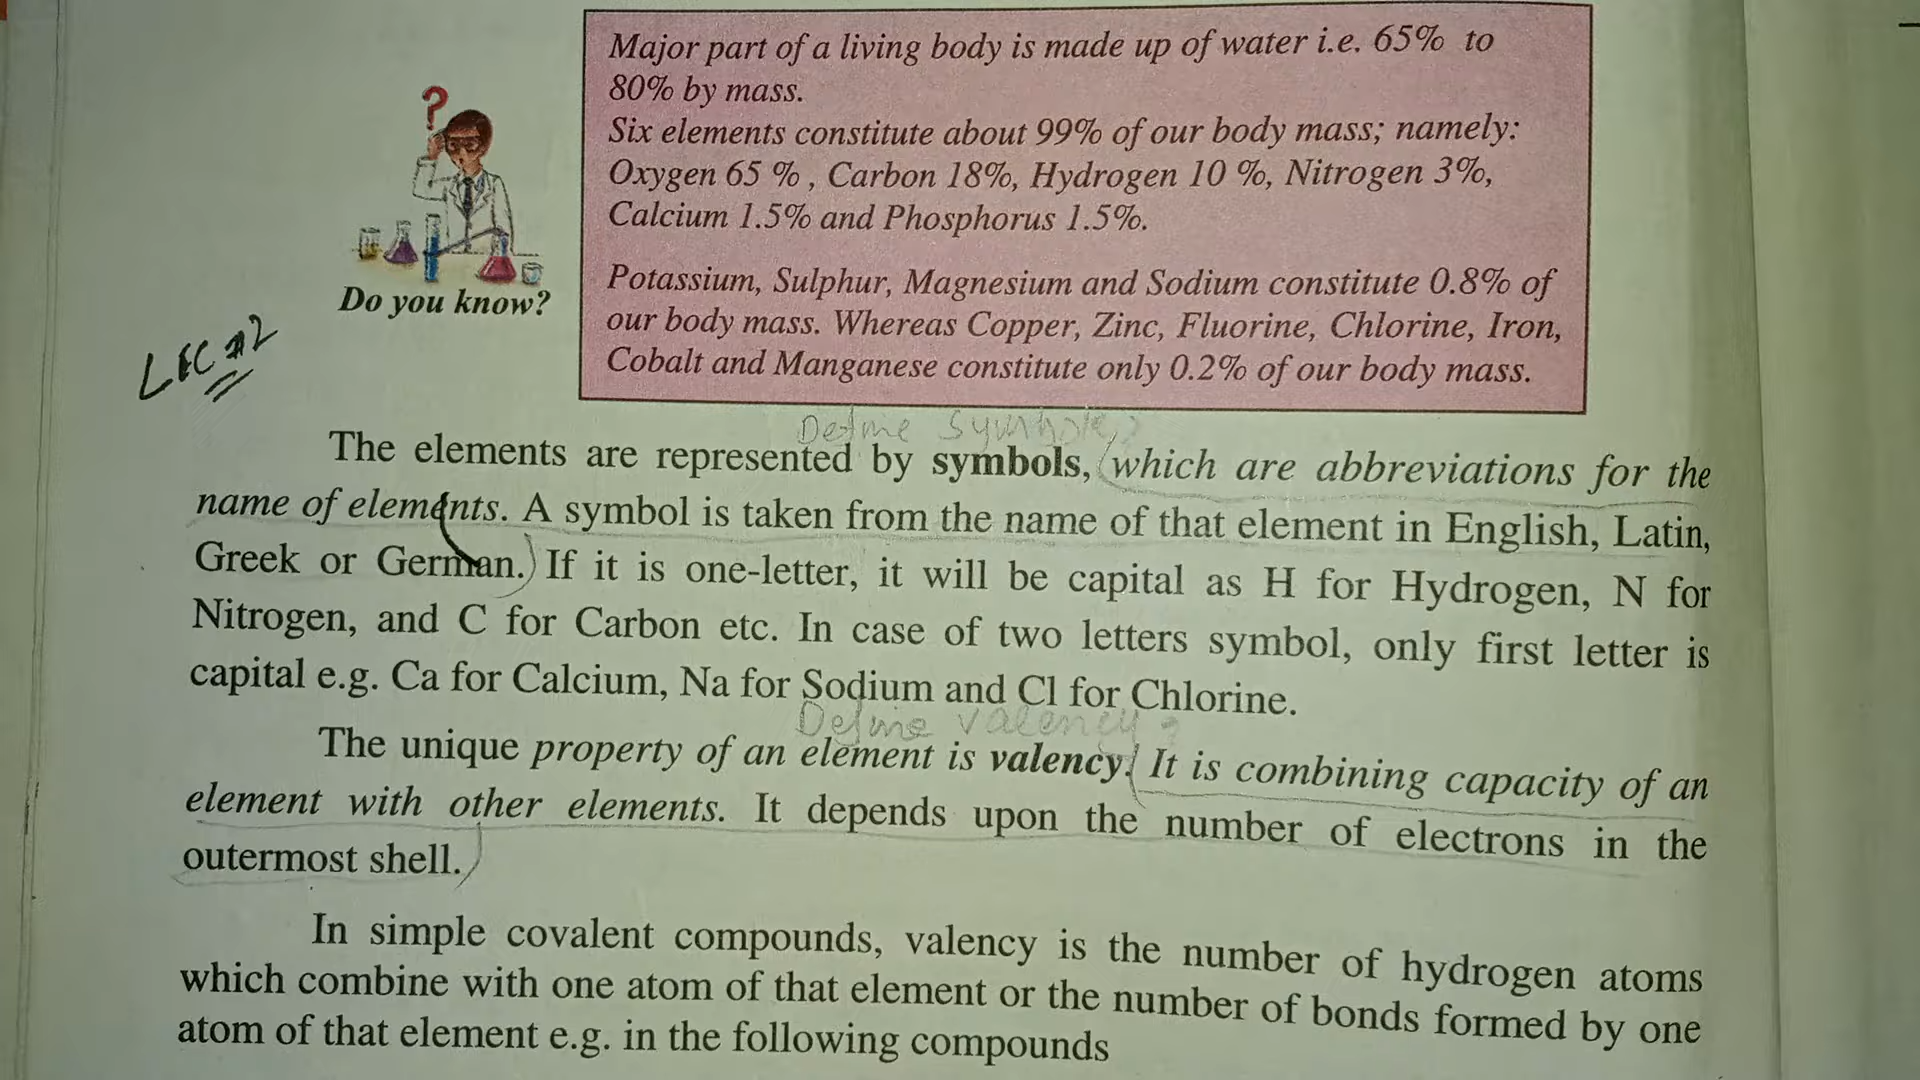 Major part of a living body is made up of water i.e. 65% to
80% by mass.
Six elements constitute about 99% of our body mass; namely:
Oxygen 65 % , Carbon 18%, Hydrogen 10 %, Nitrogen 3%,
Calcium 1.5% and Phosphorus 1.5%.
Potassium, Sulphur, Magnesium and Sodium constitute 0.8% of
our body mass. Whereas Copper, Zinc, Fluorine, Chlorine, Iron,
Cobalt and Manganese constitute only 0.2% of our body mass.
?
Do you know?
LEC #2
Define Symbols?
The elements are represented by symbols, (which are abbreviations for the
name of elements. A symbol is taken from the name of that element in English, Latin,
Greek or German.) If it is one-letter, it will be capital as H for Hydrogen, N for
Nitrogen, and C for Carbon etc. In case of two letters symbol, only first letter is
capital e.g. Ca for Calcium, Na for Sodium and Cl for Chlorine.
Define valency?
The unique property of an element is valency. (It is combining capacity of an
element with other elements. It depends upon the number of electrons in the
outermost shell.)
In simple covalent compounds, valency is the number of hydrogen atoms
which combine with one atom of that element or the number of bonds formed by one
atom of that element e.g. in the following compounds